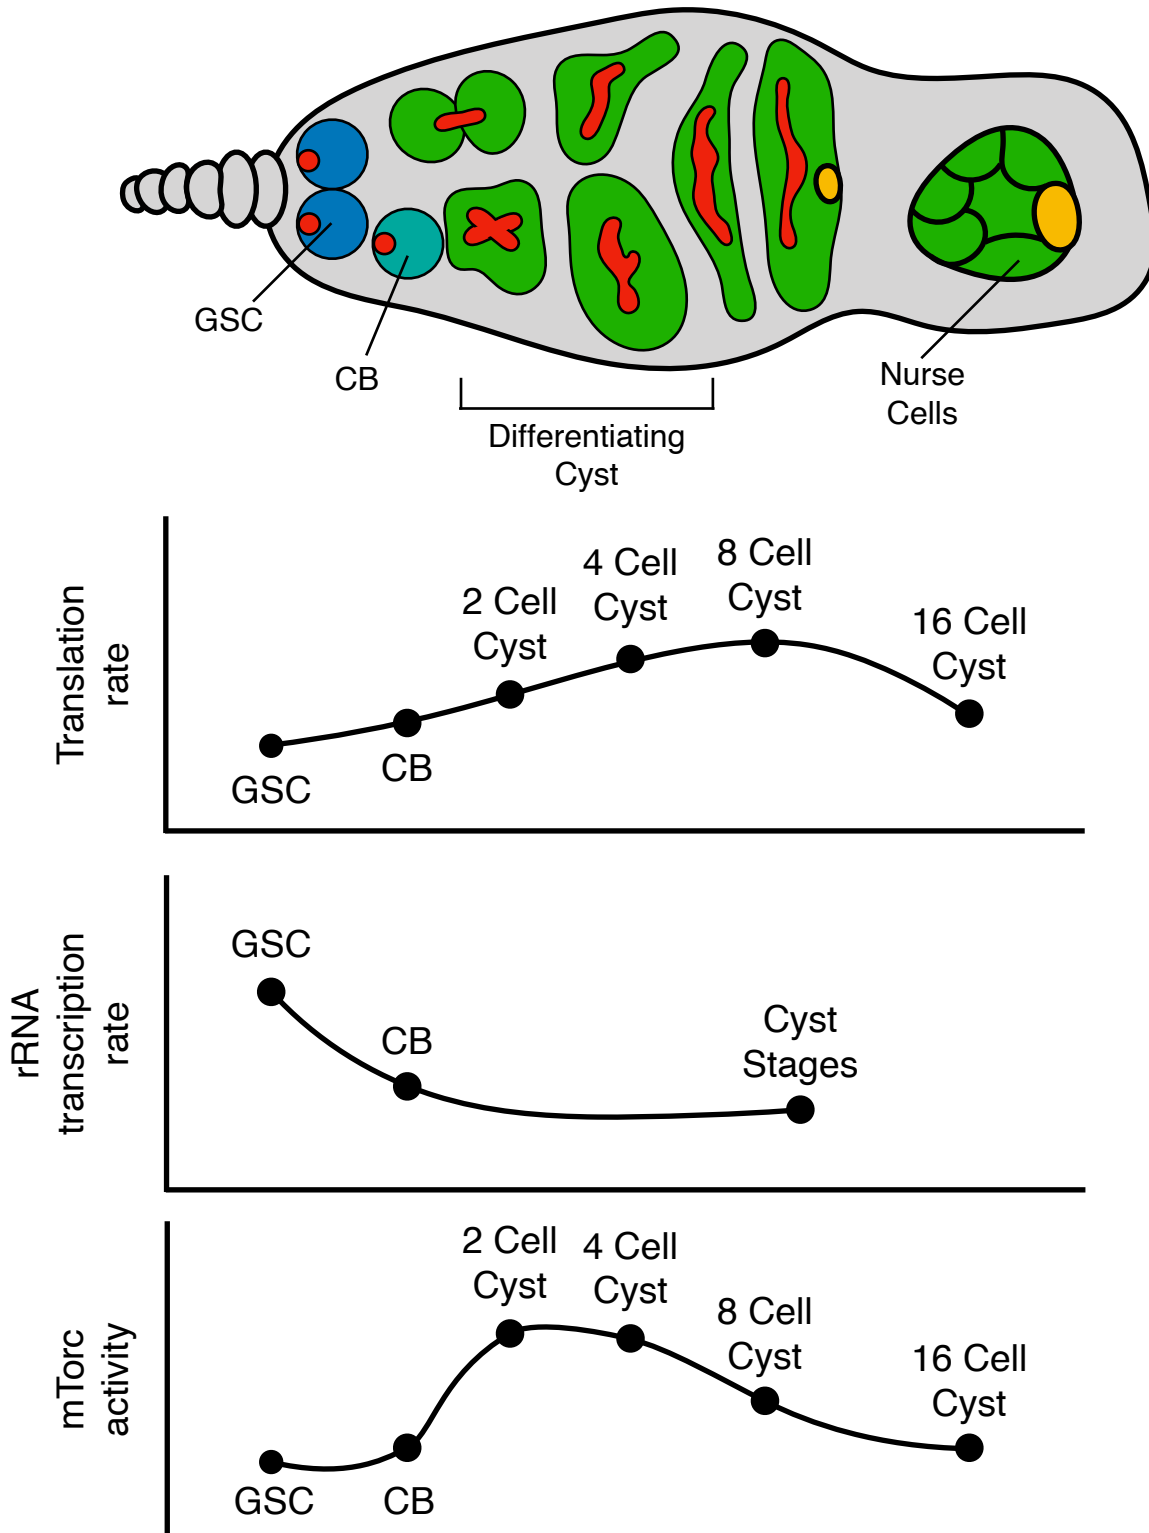 GSC
CB
Differentiating
Cyst
Nurse
Cells
Translation
rate
GSC
CB
2 Cell
Cyst
4 Cell
Cyst
8 Cell
Cyst
16 Cell
Cyst
rRNA
transcription
rate
GSC
CB
Cyst
Stages
mTorc
activity
GSC
CB
2 Cell
Cyst
4 Cell
Cyst
8 Cell
Cyst
16 Cell
Cyst